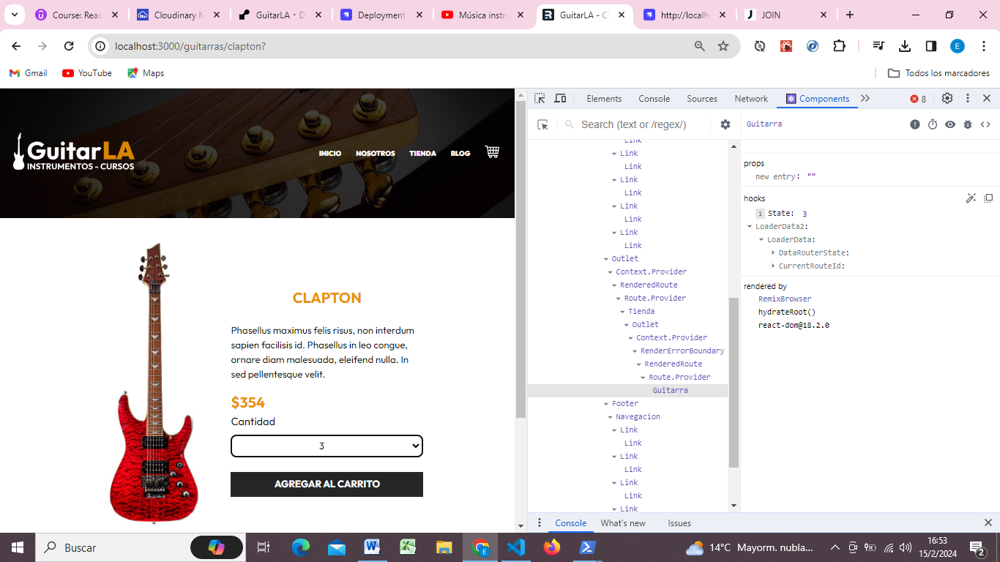 Course: Reac
Cloudinary M
GuitarLA · D
Deployment
Música instr
GuitarLA - Cl
http://localh
JOIN
localhost:3000/guitarras/clapton?
E
Gmail
YouTube
Maps
Todos los marcadores
GuitarLA
INSTRUMENTOS - CURSOS
INICIO
NOSOTROS
TIENDA
BLOG
CLAPTON
Phasellus maximus felis risus, non interdum
sapien facilisis id. Phasellus in leo congue,
ornare diam malesuada, eleifend nulla. In
sed pellentesque velit.
$354
Cantidad
3
AGREGAR AL CARRITO
Elements
Console
Sources
Network
Components
8
Search (text or /regex/)
Link
Link
Link
Link
Link
Link
Link
Link
Link
Outlet
Context.Provider
RenderedRoute
Route.Provider
Tienda
Outlet
Context.Provider
RenderErrorBoundary
RenderedRoute
Route.Provider
Guitarra
Footer
Navegacion
Link
Link
Link
Link
Link
Link
Link
Guitarra
props
new entry: ""
hooks
1 State: 3
LoaderData2:
LoaderData:
DataRouterState:
CurrentRouteId:
rendered by
RemixBrowser
hydrateRoot()
react-dom@18.2.0
Console
What's new
Issues
Buscar
14°C Mayorm. nubla...
16:53
15/2/2024
2